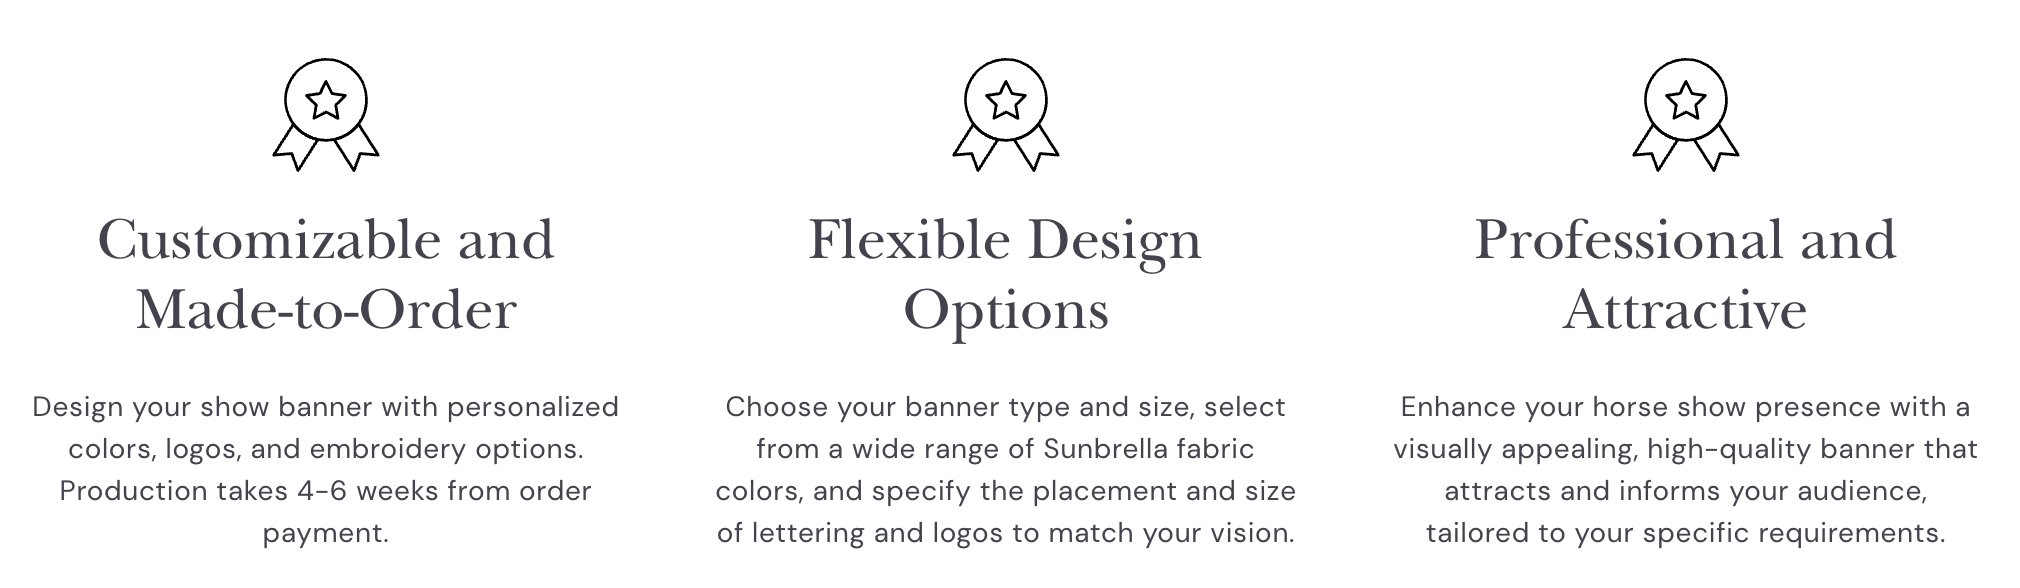 Customizable and
Made-to-Order
Design your show banner with personalized
colors, logos, and embroidery options.
Production takes 4-6 weeks from order
payment.
Flexible Design
Options
Choose your banner type and size, select
from a wide range of Sunbrella fabric
colors, and specify the placement and size
of lettering and logos to match your vision.
Professional and
Attractive
Enhance your horse show presence with a
visually appealing, high-quality banner that
attracts and informs your audience,
tailored to your specific requirements.